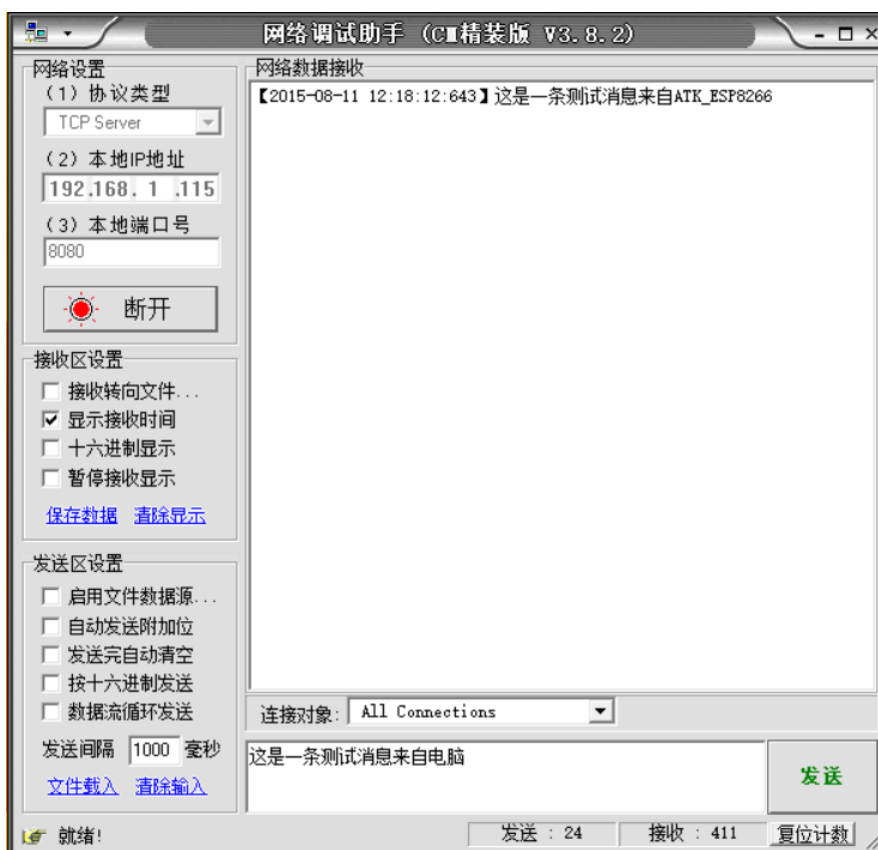 网络调试助手 (CM精装版 V3.8.2)
网络设置
(1) 协议类型
TCP Server
(2) 本地IP地址
192.168. 1 .115
(3) 本地端口号
8080
断开
接收区设置
接收转向文件...
显示接收时间
十六进制显示
暂停接收显示
保存数据 清除显示
发送区设置
启用文件数据源...
自动发送附加位
发送完自动清空
按十六进制发送
数据流循环发送
发送间隔 1000 毫秒
文件载入 清除输入
网络数据接收
【2015-08-11 12:18:12:643】这是一条测试消息来自ATK_ESP8266
连接对象: All Connections
这是一条测试消息来自电脑
发送
就绪!
发送 : 24
接收 : 411
复位计数